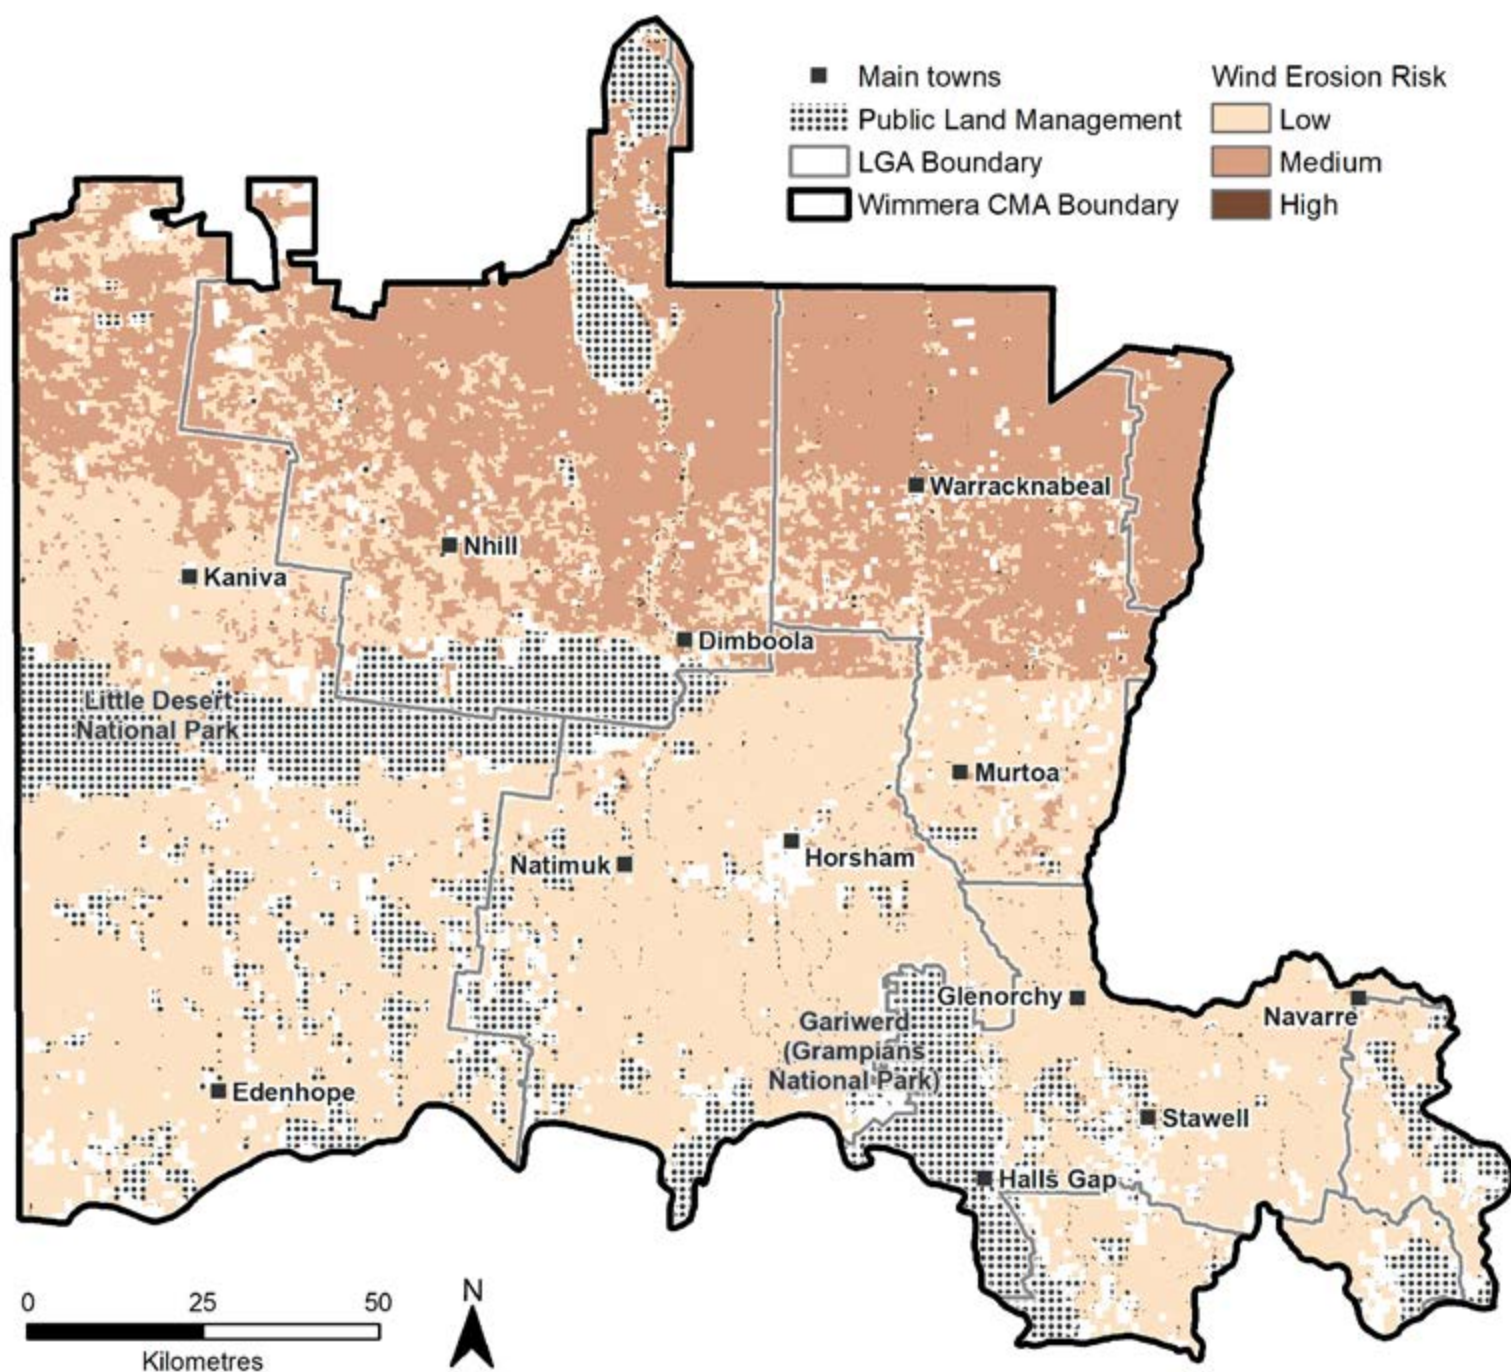 Main towns
Public Land Management
LGA Boundary
Wimmera CMA Boundary
Wind Erosion Risk
Low
Medium
High
Warracknabeal
Nhill
Kaniva
Dimboola
Little Desert
National Park
Murtoa
Horsham
Natimuk
Glenorchy
Navarre
Gariwerd
(Grampians
National Park)
Edenhope
Stawell
Halls Gap
0 25 50
Kilometres
N